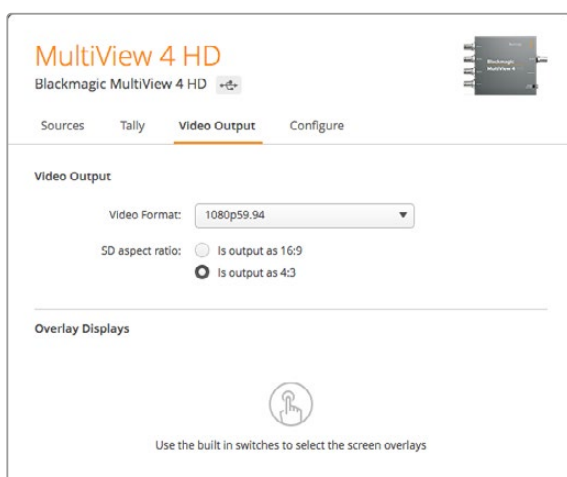 MultiView 4 HD
Blackmagic MultiView 4 HD
Sources Tally Video Output Configure
Video Output
Video Format: 1080p59.94
SD aspect ratio: Is output as 16:9
Is output as 4:3
Overlay Displays
Use the built in switches to select the screen overlays